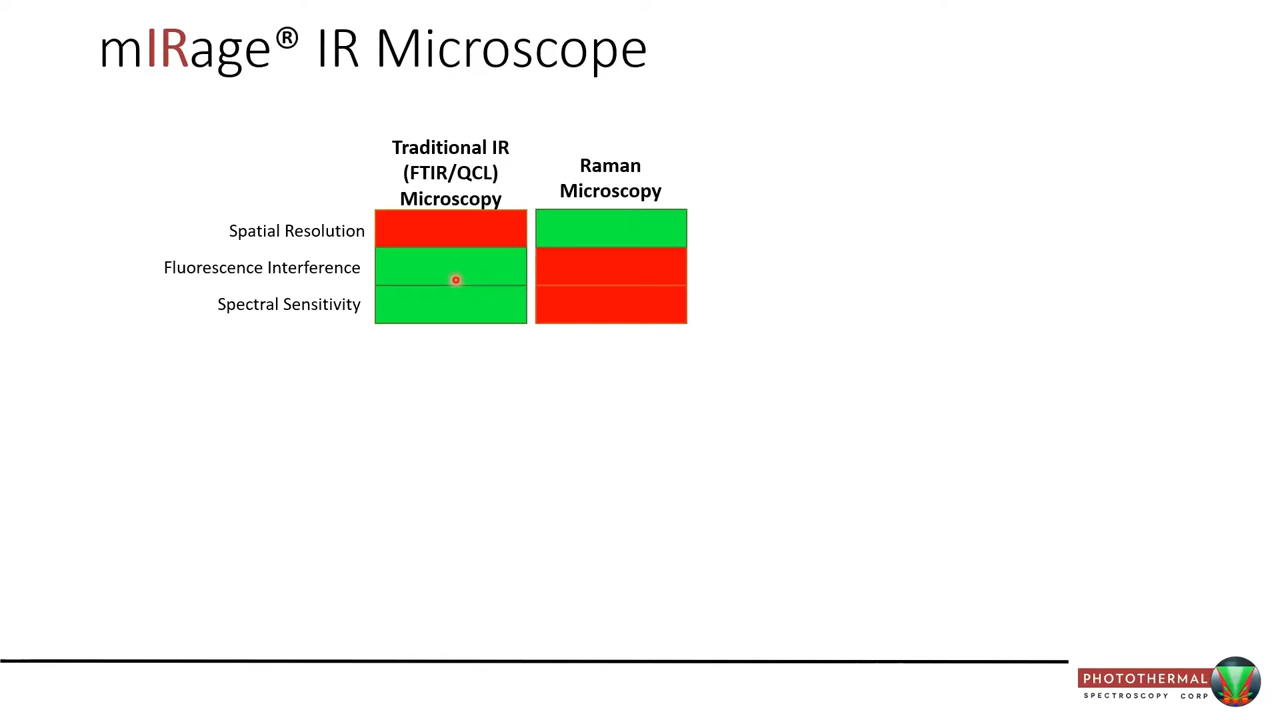 mIRage® IR Microscope
Traditional IR
(FTIR/QCL)
Microscopy
Raman
Microscopy
Spatial Resolution
Fluorescence Interference
Spectral Sensitivity
PHOTOTHERMAL
SPECTROSCOPY CORP